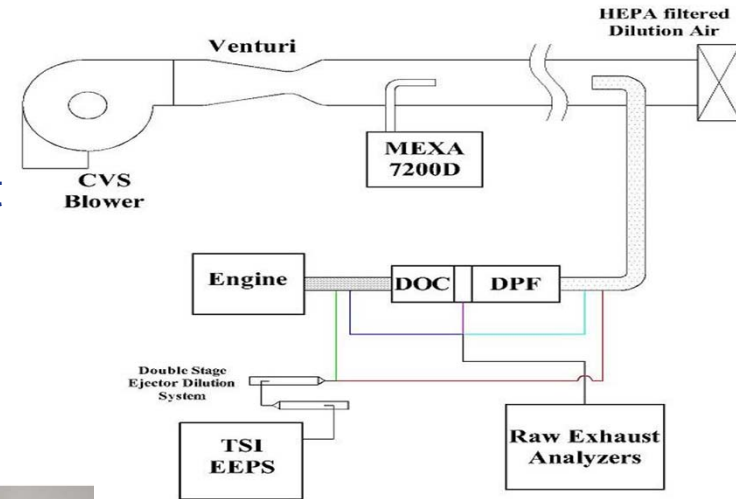 HEPA filtered
Dilution Air
Venturi
MEXA
7200D
CVS
Blower
Engine
DOC
DPF
Double Stage
Ejector Dilution
System
TSI
EEPS
Raw Exhaust
Analyzers